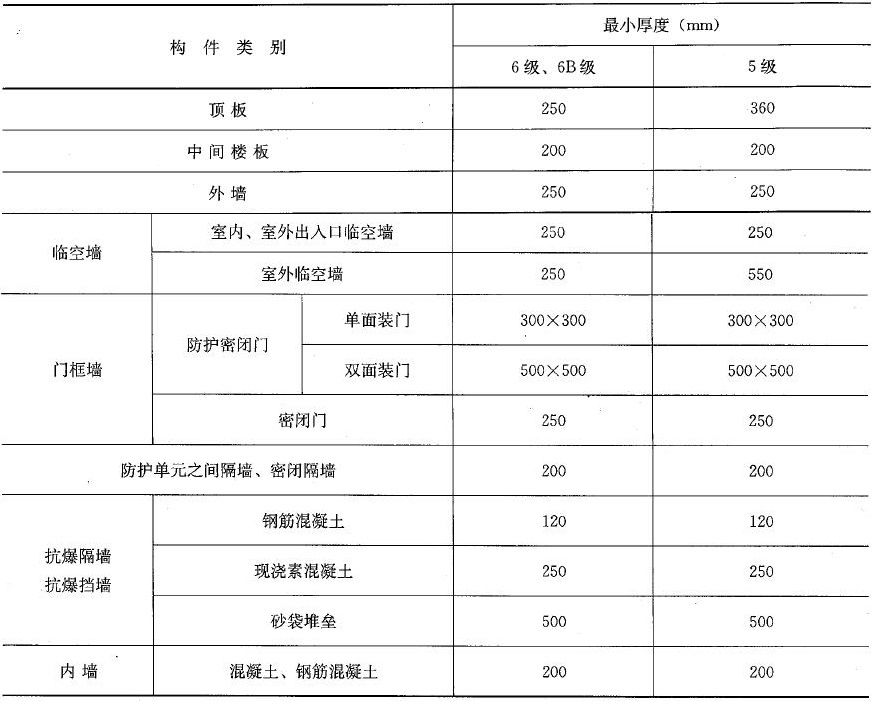 构件类别
最小厚度（mm）
6级、6B级 5级
顶板 250 360
中间楼板 200 200
外墙 250 250
临空墙
室内、室外出入口临空墙 250 250
室外临空墙 250 550
门框墙
防护密闭门
单面装门 300×300 300×300
双面装门 500×500 500×500
密闭门 250 250
防护单元之间隔墙、密闭隔墙 200 200
抗爆隔墙
抗爆挡墙
钢筋混凝土 120 120
现浇素混凝土 250 250
砂袋堆垒 500 500
内墙 混凝土、钢筋混凝土 200 200